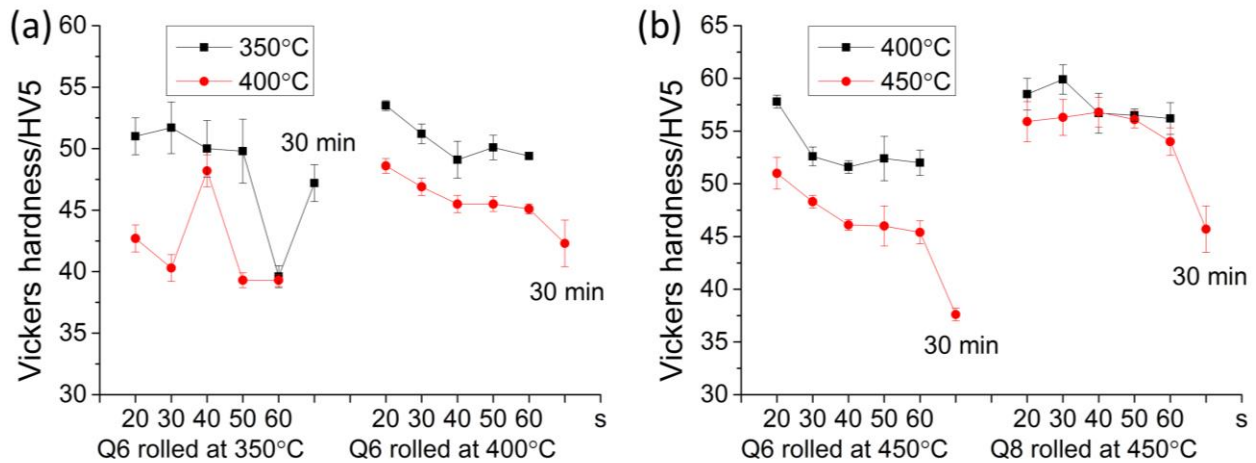 (a)
Vickers hardness/HV5
60
55
50
45
40
35
30
350°C
400°C
30 min
30 min
20 30 40 50 60
20 30 40 50 60
s
Q6 rolled at 350°C
Q6 rolled at 400°C
(b)
Vickers hardness/HV5
65
60
55
50
45
40
35
30
400°C
450°C
30 min
30 min
20 30 40 50 60
20 30 40 50 60
s
Q6 rolled at 450°C
Q8 rolled at 450°C